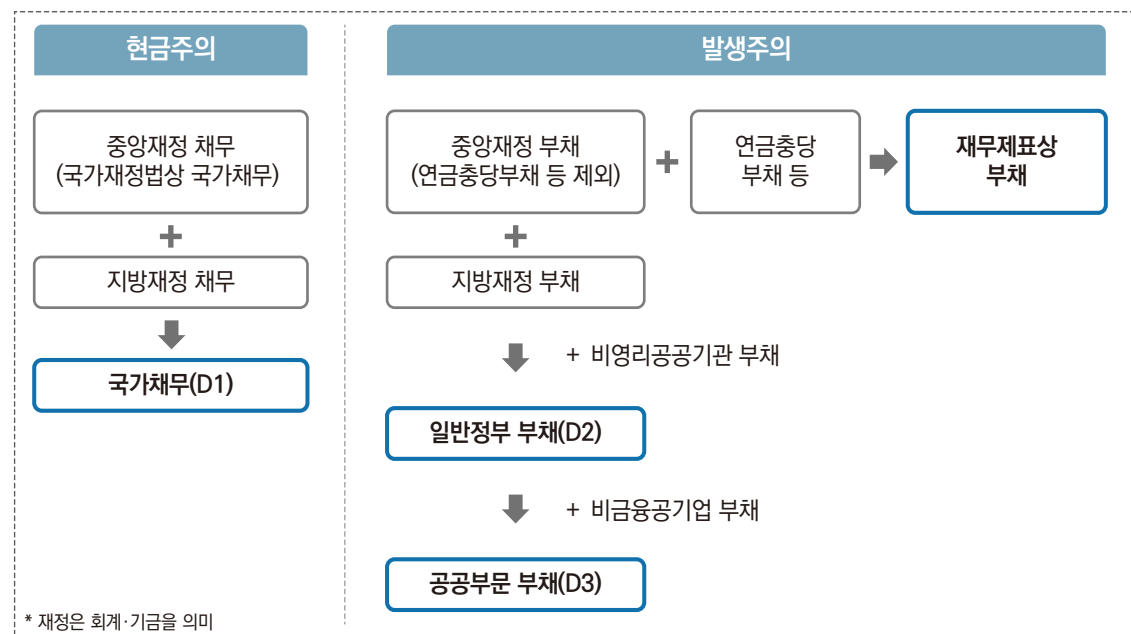 현금주의
중앙재정 채무
(국가재정법상 국가채무)
+
지방재정 채무
국가채무(D1)
발생주의
중앙재정 부채
(연금충당부채 등 제외)
+
연금충당
부채 등
재무제표상
부채
+
지방재정 부채
+ 비영리공공기관 부채
일반정부 부채(D2)
+ 비금융공기업 부채
공공부문 부채(D3)
* 재정은 회계·기금을 의미